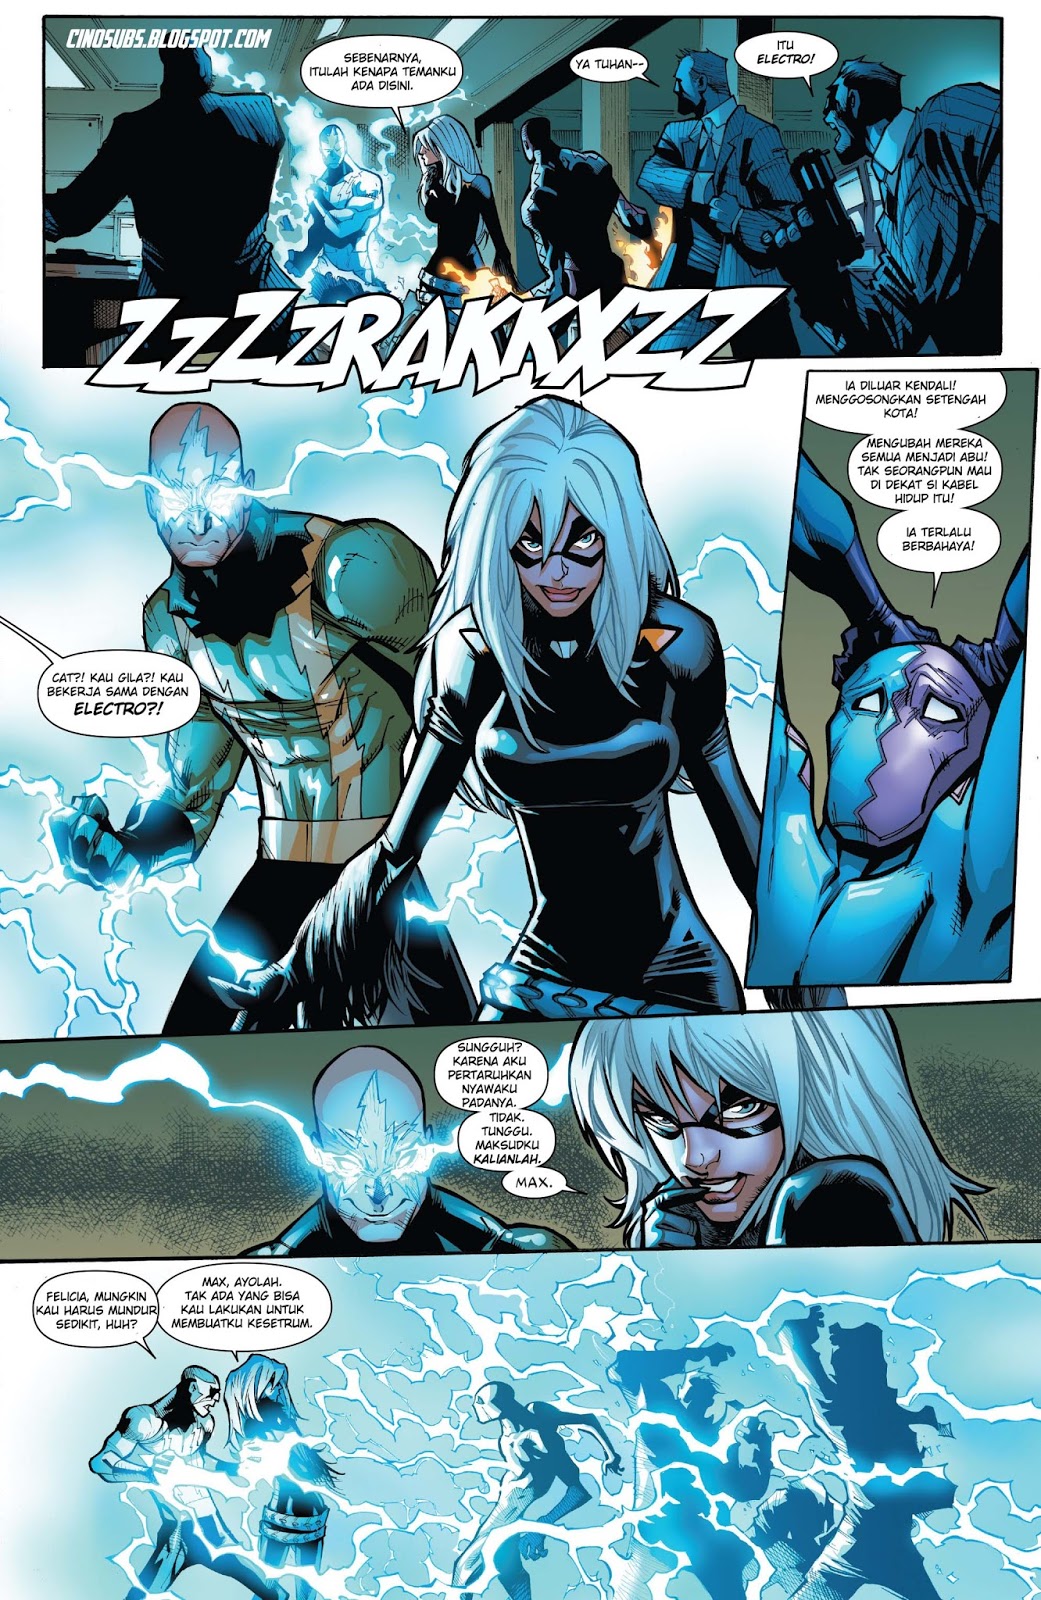 CINOSUBS.BLOGSPOT.COM
SEBENARNYA,
ITULAH KENAPA TEMANKU
ADA DISINI.
YA TUHAN--
ITU
ELECTRO!
ZZZZZRAKKXZZ
IA DILUAR KENDALI!
MENGGOSONGKAN SETENGAH
KOTA!
MENGUBAH MEREKA
SEMUA MENJADI ABU!
TAK SEORANGPUN MAU
DI DEKAT SI KABEL
HIDUP ITU!
IA TERLALU
BERBAHAYA!
CAT?! KAU GILA?! KAU
BEKERJA SAMA DENGAN
ELECTRO?!
SUNGGUH?
KARENA AKU
PERTARUHKAN
NYAWAKU
PADANYA.
TIDAK.
TUNGGU.
MAKSUDKU
KALIANLAH.
MAX.
FELICIA, MUNGKIN
KAU HARUS MUNDUR
SEDIKIT, HUH?
MAX, AYOLAH.
TAK ADA YANG BISA
KAU LAKUKAN UNTUK
MEMBUATKU KESETRUM.